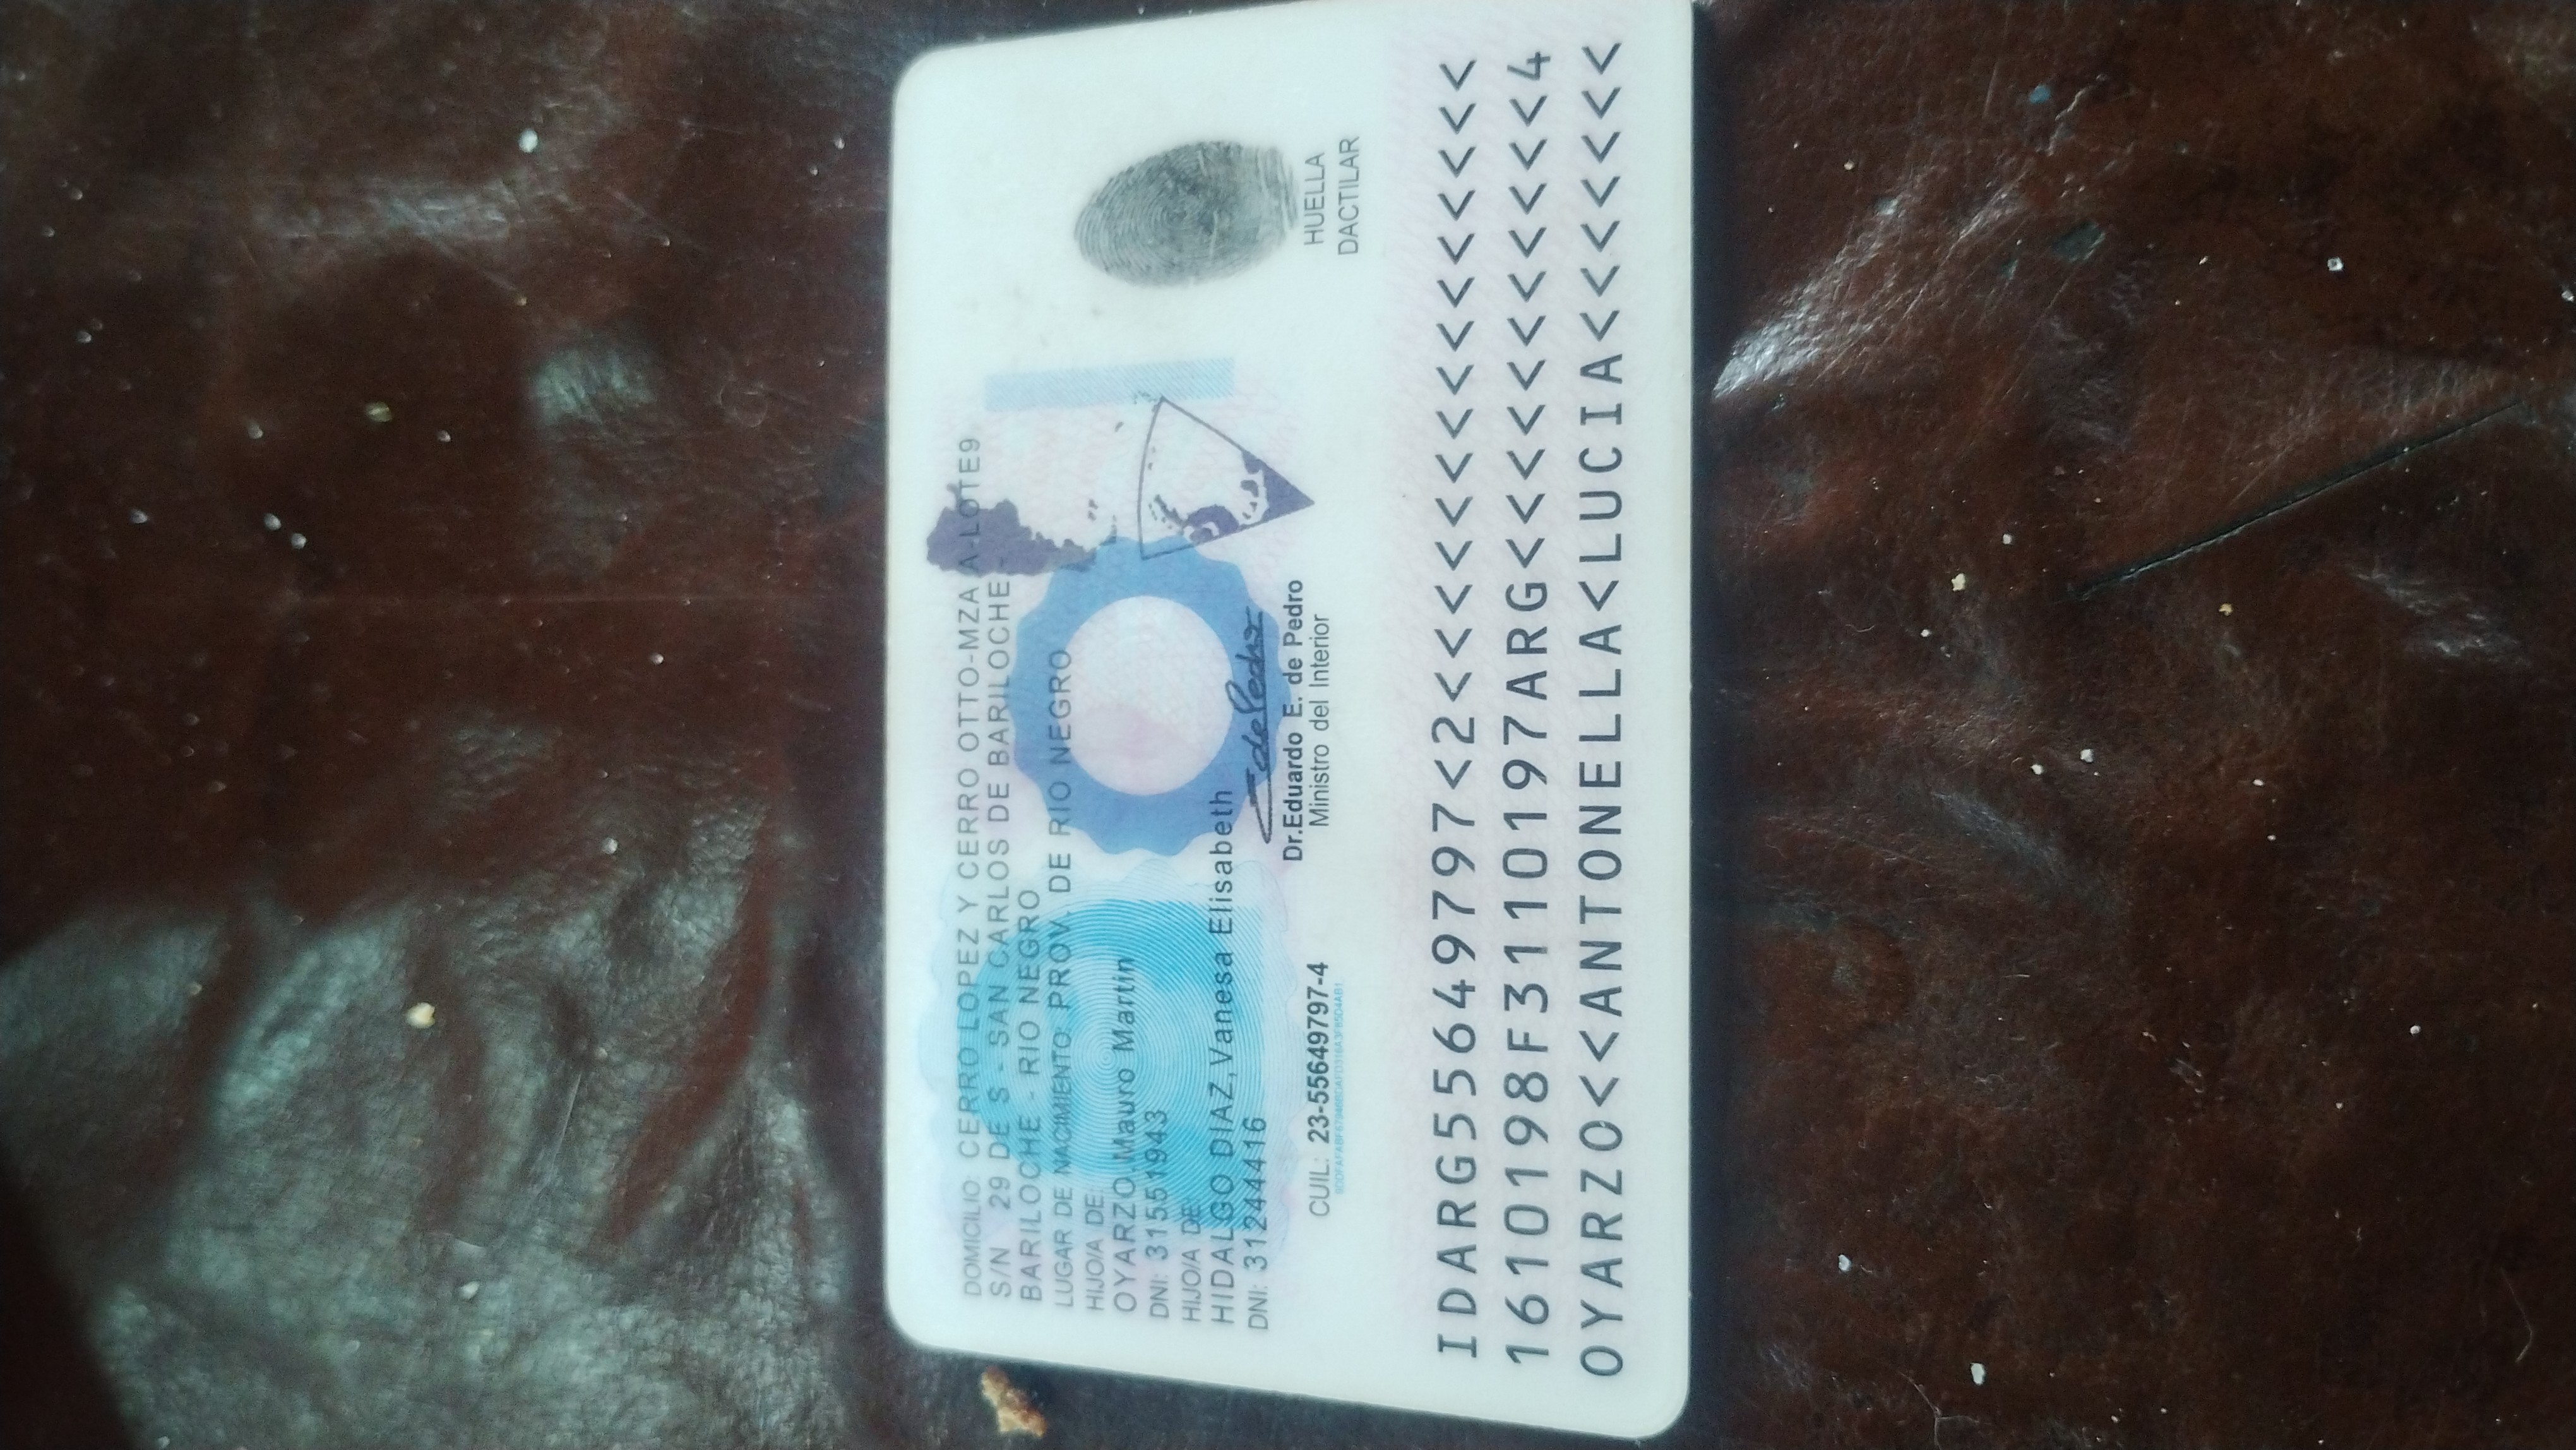 DOMICILIO: CERRO LOPEZ Y CERRO OTTO-MZA A-LOTE9
S/N 29 DE S - SAN CARLOS DE BARILOCHE -
BARILOCHE - RIO NEGRO
LUGAR DE NACIMIENTO: PROV. DE RIO NEGRO
HIJO/A DE:
OYARZO,Mauro Martin
DNI: 31551943
HIJO/A DE:
HIDALGO DIAZ,Vanesa Elisabeth
DNI: 31244416
CUIL: 23-55649797-4
EdePedro
Dr.Eduardo E. de Pedro
Ministro del Interior
HUELLA
DACTILAR
IDARG55649797<2<<<<<<<<<<<<<<<
1610198F3110197ARG<<<<<<<<<<<4
OYARZO<<ANTONELLA<LUCIA<<<<<<<